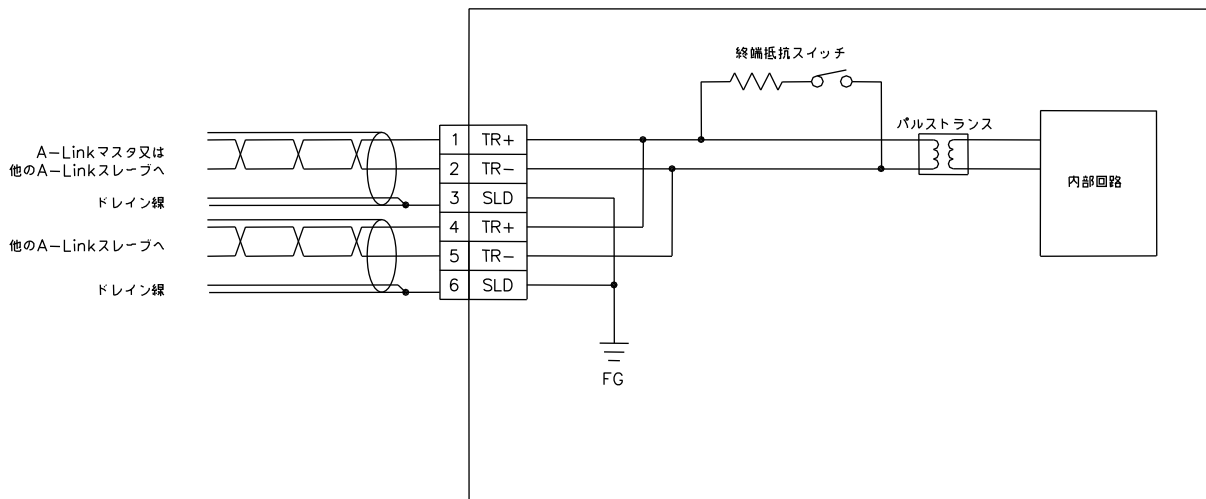 終端抵抗スイッチ
パルストランス
A-Linkマスタ又は
他のA-Linkスレーブへ
ドレイン線
他のA-Linkスレーブへ
ドレイン線
1 TR+
2 TR-
3 SLD
4 TR+
5 TR-
6 SLD
内部回路
FG